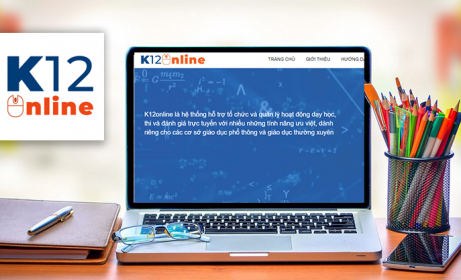 K12
Online
K12Online
TRANG CHỦ GIỚI THIỆU HƯỚNG
K12online là hệ thống hỗ trợ tổ chức và quản lý hoạt động dạy học,
thi và đánh giá trực tuyến với nhiều những tính năng ưu việt, dành
riêng cho các cơ sở giáo dục phổ thông và giáo dục thường xuyên